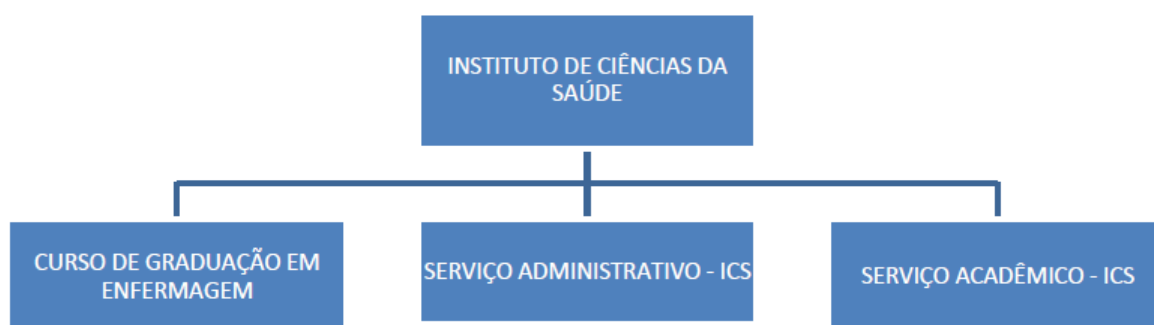 INSTITUTO DE CIÊNCIAS DA
SAÚDE
CURSO DE GRADUAÇÃO EM
ENFERMAGEM
SERVIÇO ADMINISTRATIVO - ICS
SERVIÇO ACADÊMICO - ICS